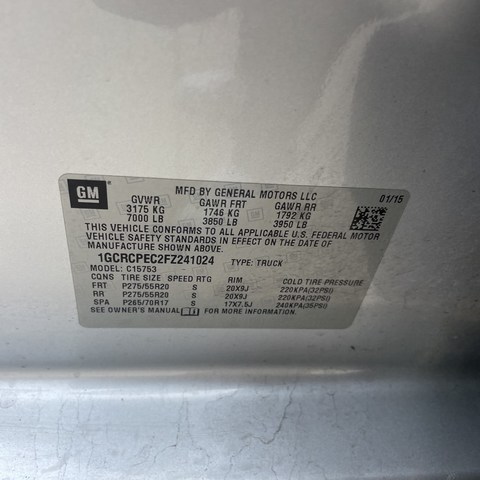 GM
MFD BY GENERAL MOTORS LLC
01/15
GVWR GAWR FRT GAWR RR
3175 KG 1746 KG 1792 KG
7000 LB 3850 LB 3950 LB
THIS VEHICLE CONFORMS TO ALL APPLICABLE U.S. FEDERAL MOTOR
VEHICLE SAFETY STANDARDS IN EFFECT ON THE DATE OF
MANUFACTURE SHOWN ABOVE.
1GCRCPEC2FZ241024 TYPE: TRUCK
MODEL: C15753
CQNS TIRE SIZE SPEED RTG RIM COLD TIRE PRESSURE
FRT P275/55R20 S 20X9J 220KPA(32PSI)
RR P275/55R20 S 20X9J 220KPA(32PSI)
SPA P265/70R17 S 17X7.5J 240KPA(35PSI)
SEE OWNER'S MANUAL FOR MORE INFORMATION.